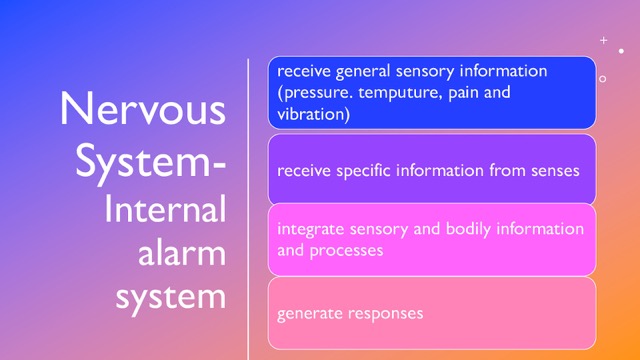 Nervous
System-
Internal
alarm
system
receive general sensory information
(pressure. temputure, pain and
vibration)
receive specific information from senses
integrate sensory and bodily information
and processes
generate responses